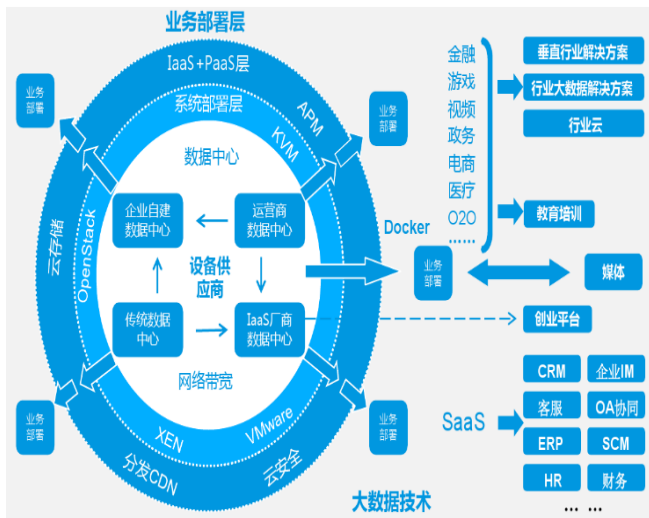 业务部署层
IaaS+PaaS层
系统部署层
APM
KVM
数据中心
业务
部署
业务
部署
企业自建
数据中心
运营商
数据中心
设备供
应商
传统数据
中心
IaaS厂商
数据中心
网络带宽
云存储
OpenStack
XEN
VMware
分发CDN
云安全
业务
部署
业务
部署
Docker
业务
部署
金融
游戏
视频
政务
电商
医疗
O2O
……
垂直行业解决方案
行业大数据解决方案
行业云
教育培训
媒体
创业平台
SaaS
CRM
企业IM
客服
OA协同
ERP
SCM
HR
财务
… …
大数据技术